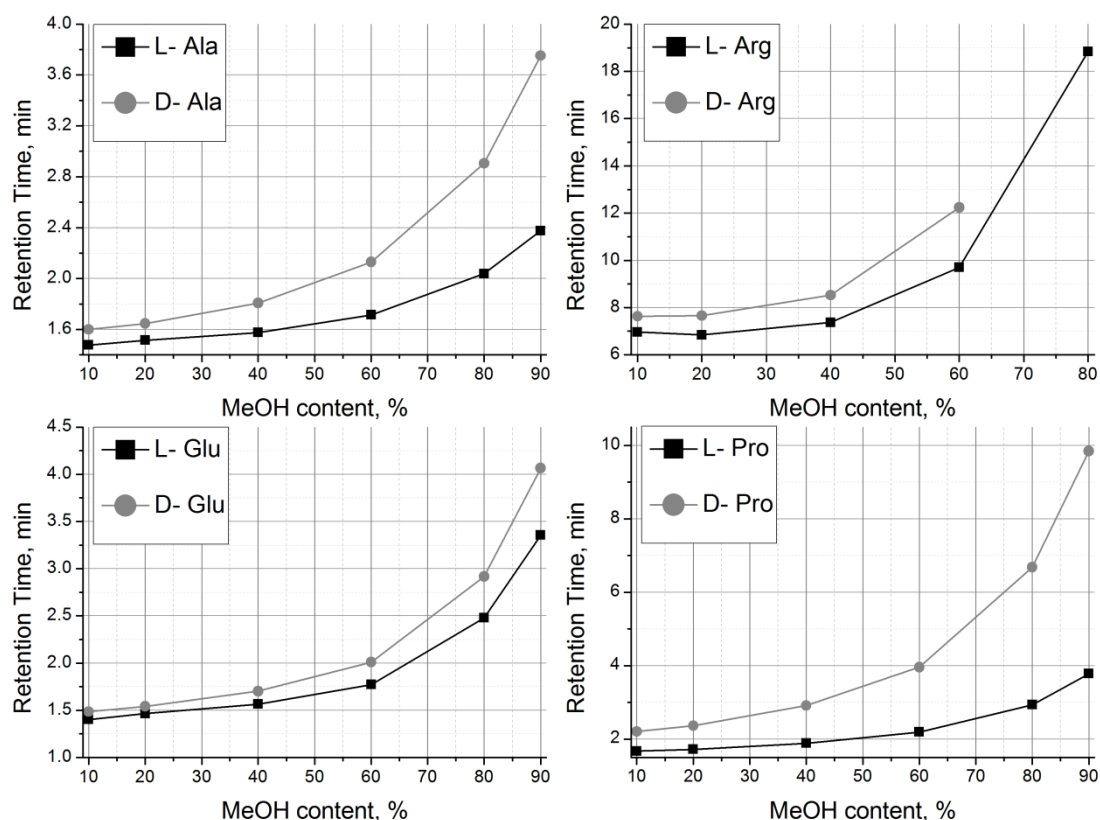 L- Ala
D- Ala
Retention Time, min
4.0
3.6
3.2
2.8
2.4
2.0
1.6
10 20 30 40 50 60 70 80 90
MeOH content, %
L- Arg
D- Arg
Retention Time, min
20
18
16
14
12
10
8
6
10 20 30 40 50 60 70 80
MeOH content, %
L- Glu
D- Glu
Retention Time, min
4.5
4.0
3.5
3.0
2.5
2.0
1.5
1.0
10 20 30 40 50 60 70 80 90
MeOH content, %
L- Pro
D- Pro
Retention Time, min
10
8
6
4
2
10 20 30 40 50 60 70 80 90
MeOH content, %